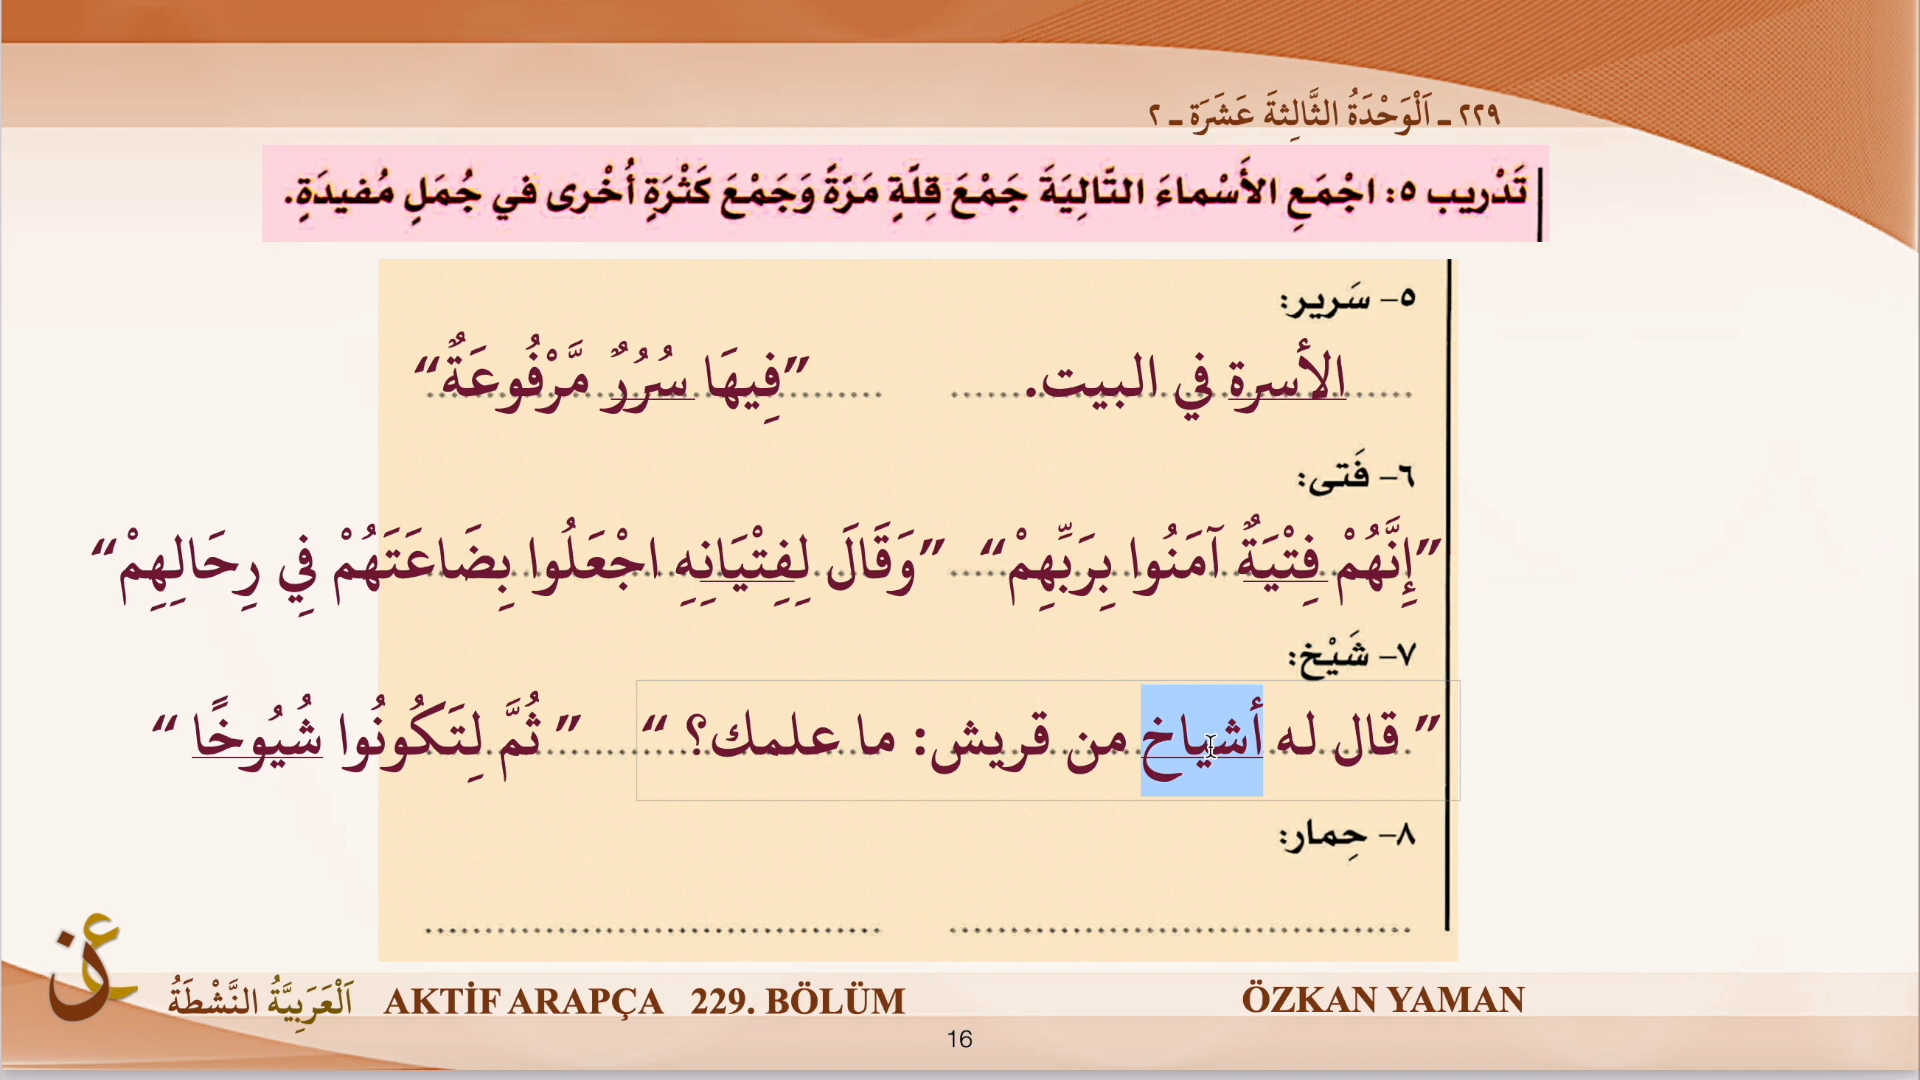 ٢٢٩ ـ اَلْوَحْدَةُ الثَّالِثةَ عَشَرَة ـ ٢
تَدْريب ٥: اجْمَعِ الأَسْماءَ التّالِيَةَ جَمْعَ قِلّةٍ مَرّةً وَجَمْعَ كَثْرَةٍ أُخْرى في جُمَلٍ مُفيدَةٍ.
٥- سَرير:
الأسرة في البيت. ”فِيهَا سُرُرٌ مَّرْفُوعَةٌ“
٦- فَتى:
”إِنَّهُمْ فِتْيَةٌ آمَنُوا بِرَبِّهِمْ“ ”وَقَالَ لِفِتْيَانِهِ اجْعَلُوا بِضَاعَتَهُمْ فِي رِحَالِهِمْ“
٧- شَيْخ:
” قال له أشياخ من قريش: ما علمك؟ “ ” ثُمَّ لِتَكُونُوا شُيُوخًا “
٨- حِمار:
عن
اَلْعَرَبِيَّةُ النَّشْطَةُ AKTİF ARAPÇA 229. BÖLÜM ÖZKAN YAMAN
16